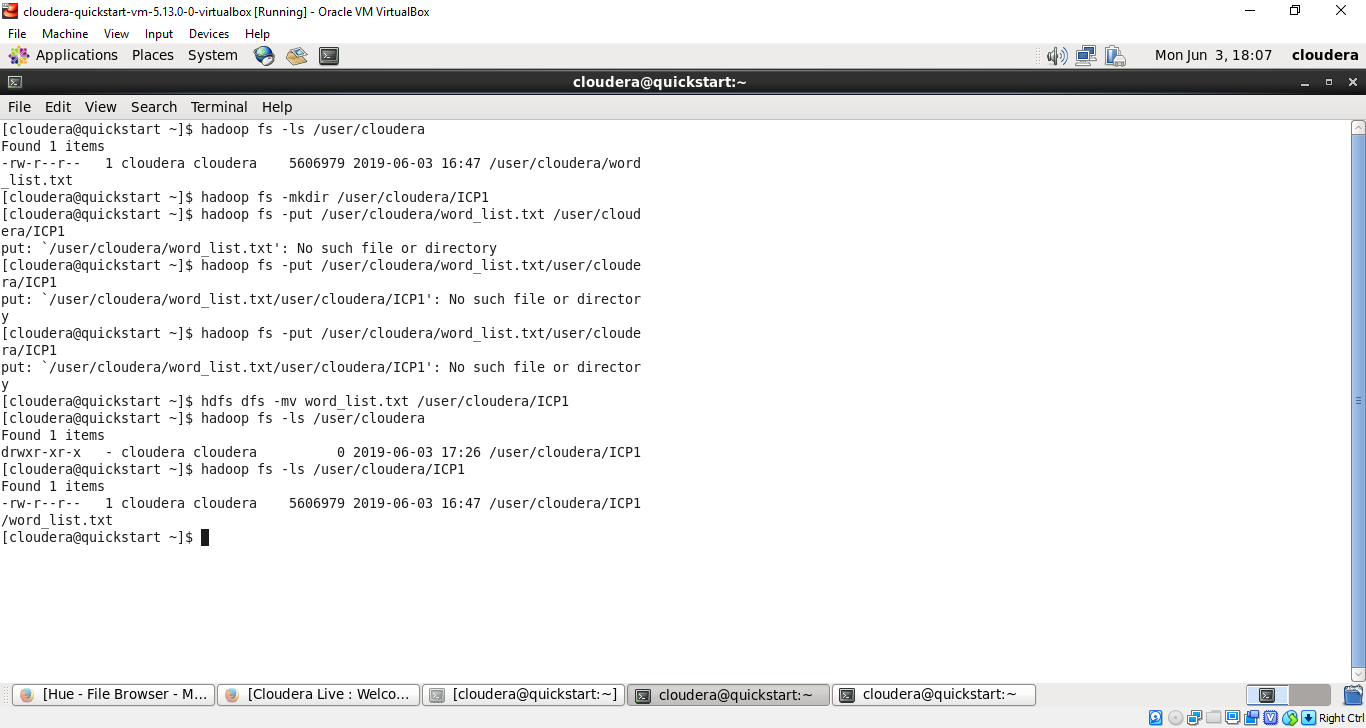 cloudera-quickstart-vm-5.13.0-0-virtualbox [Running] - Oracle VM VirtualBox
File Machine View Input Devices Help
Applications Places System Mon Jun 3, 18:07 cloudera
cloudera@quickstart:~
File Edit View Search Terminal Help
[cloudera@quickstart ~]$ hadoop fs -ls /user/cloudera
Found 1 items
-rw-r--r--   1 cloudera cloudera    5606979 2019-06-03 16:47 /user/cloudera/word
_list.txt
[cloudera@quickstart ~]$ hadoop fs -mkdir /user/cloudera/ICP1
[cloudera@quickstart ~]$ hadoop fs -put /user/cloudera/word_list.txt /user/cloud
era/ICP1
put: `/user/cloudera/word_list.txt': No such file or directory
[cloudera@quickstart ~]$ hadoop fs -put /user/cloudera/word_list.txt/user/cloude
ra/ICP1
put: `/user/cloudera/word_list.txt/user/cloudera/ICP1': No such file or director
y
[cloudera@quickstart ~]$ hadoop fs -put /user/cloudera/word_list.txt/user/cloude
ra/ICP1
put: `/user/cloudera/word_list.txt/user/cloudera/ICP1': No such file or director
y
[cloudera@quickstart ~]$ hdfs dfs -mv word_list.txt /user/cloudera/ICP1
[cloudera@quickstart ~]$ hadoop fs -ls /user/cloudera
Found 1 items
drwxr-xr-x   - cloudera cloudera          0 2019-06-03 17:26 /user/cloudera/ICP1
[cloudera@quickstart ~]$ hadoop fs -ls /user/cloudera/ICP1
Found 1 items
-rw-r--r--   1 cloudera cloudera    5606979 2019-06-03 16:47 /user/cloudera/ICP1
/word_list.txt
[cloudera@quickstart ~]$
[Hue - File Browser - M... [Cloudera Live : Welco... [cloudera@quickstart:~] cloudera@quickstart:~ cloudera@quickstart:~
Right Ctrl